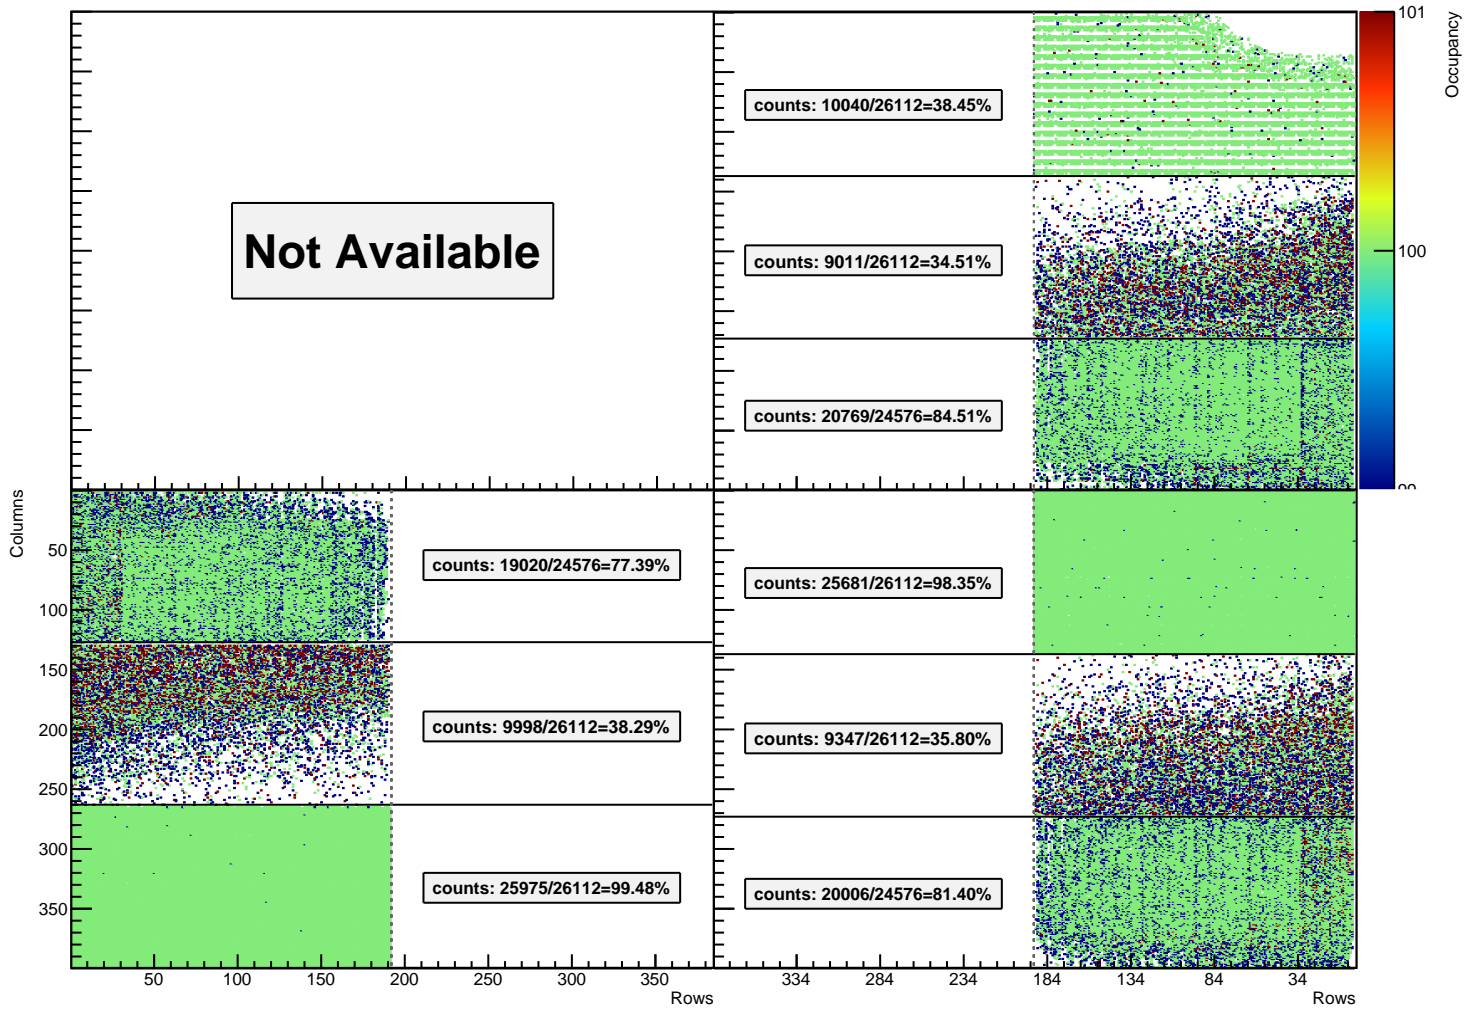 101
Occupancy
counts: 10040/26112=38.45%
Not Available
counts: 9011/26112=34.51%
100
counts: 20769/24576=84.51%
Columns
50
counts: 19020/24576=77.39%
counts: 25681/26112=98.35%
100
150
200
counts: 9998/26112=38.29%
counts: 9347/26112=35.80%
250
300
counts: 25975/26112=99.48%
counts: 20006/24576=81.40%
350
50 100 150 200 250 300 350
334 284 234 184 134 84 34
Rows
Rows